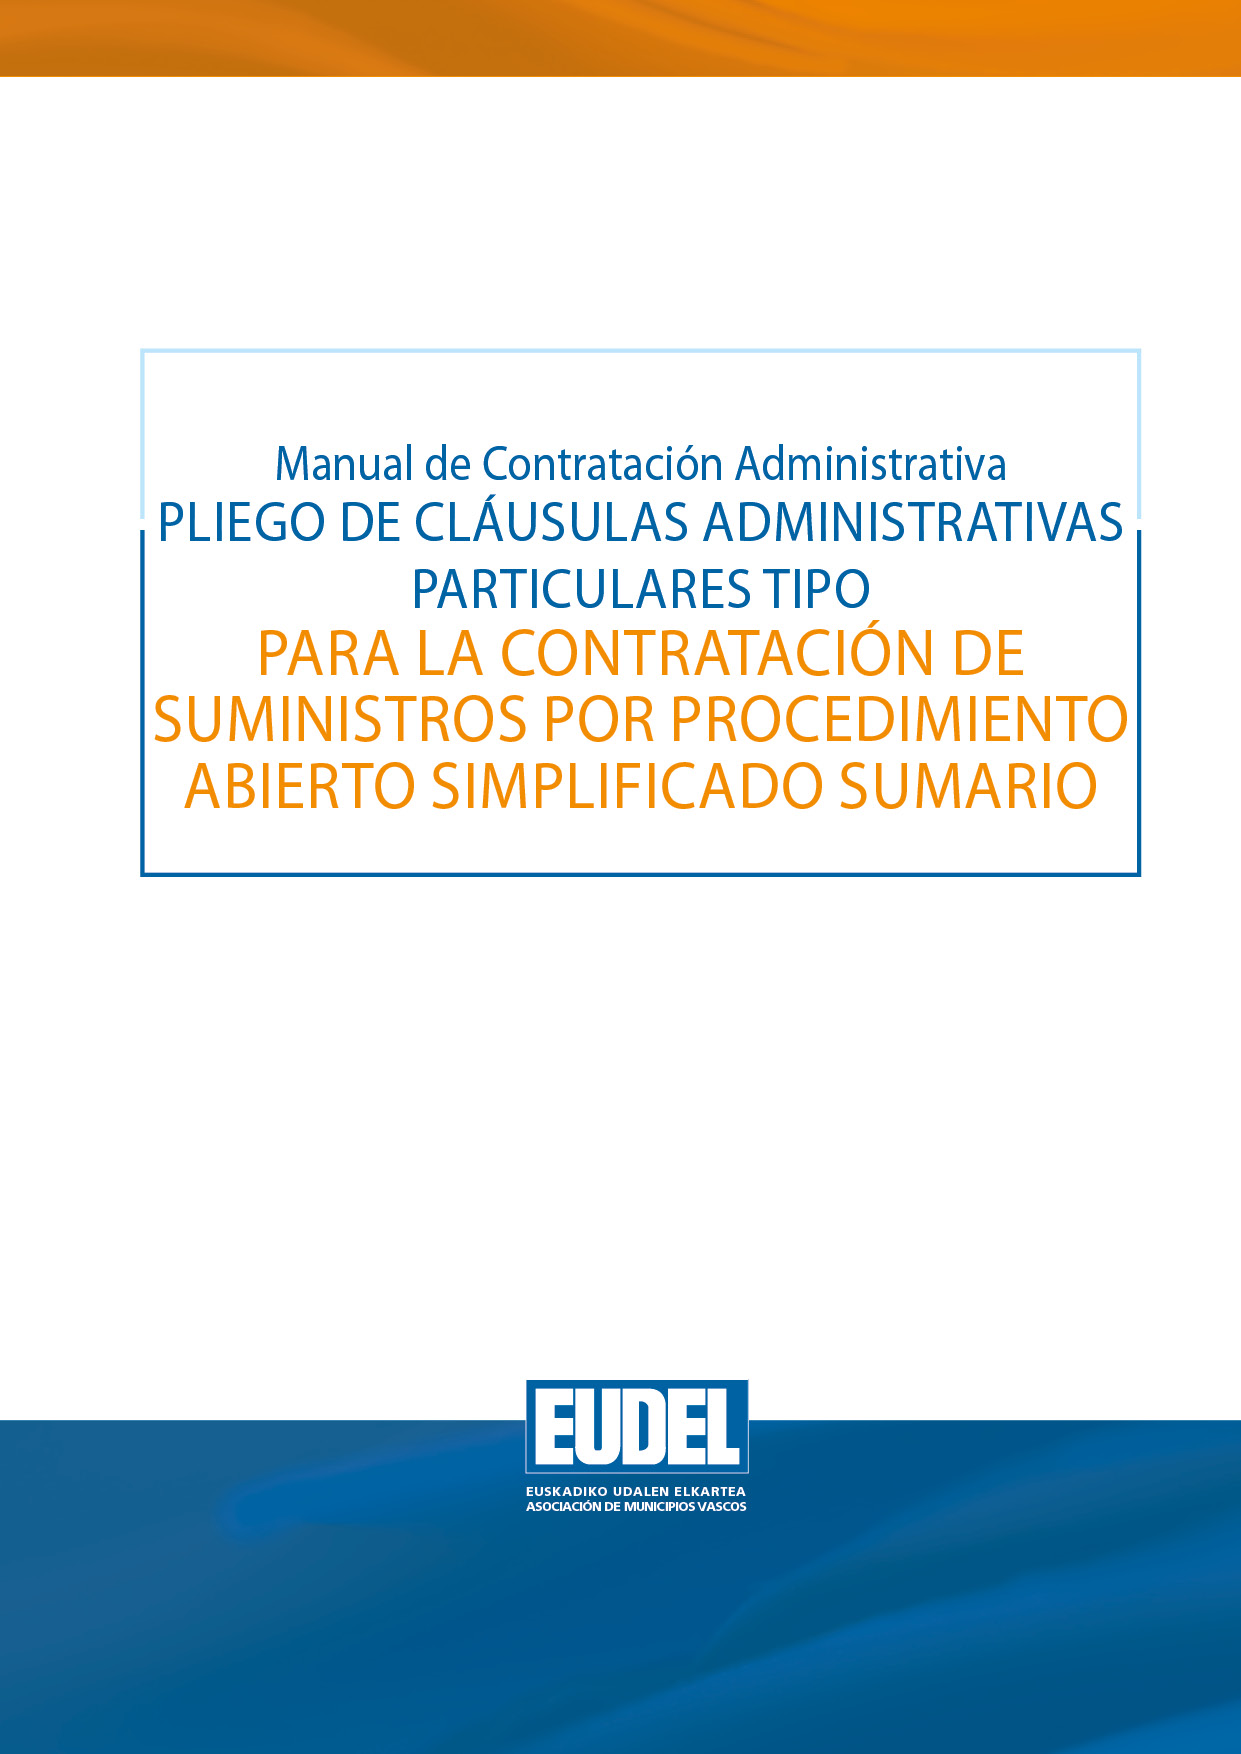 Manual de Contratación Administrativa
PLIEGO DE CLÁUSULAS ADMINISTRATIVAS
PARTICULARES TIPO
PARA LA CONTRATACIÓN DE
SUMINISTROS POR PROCEDIMIENTO
ABIERTO SIMPLIFICADO SUMARIO
EUDEL
EUSKADIKO UDALEN ELKARTEA
ASOCIACIÓN DE MUNICIPIOS VASCOS